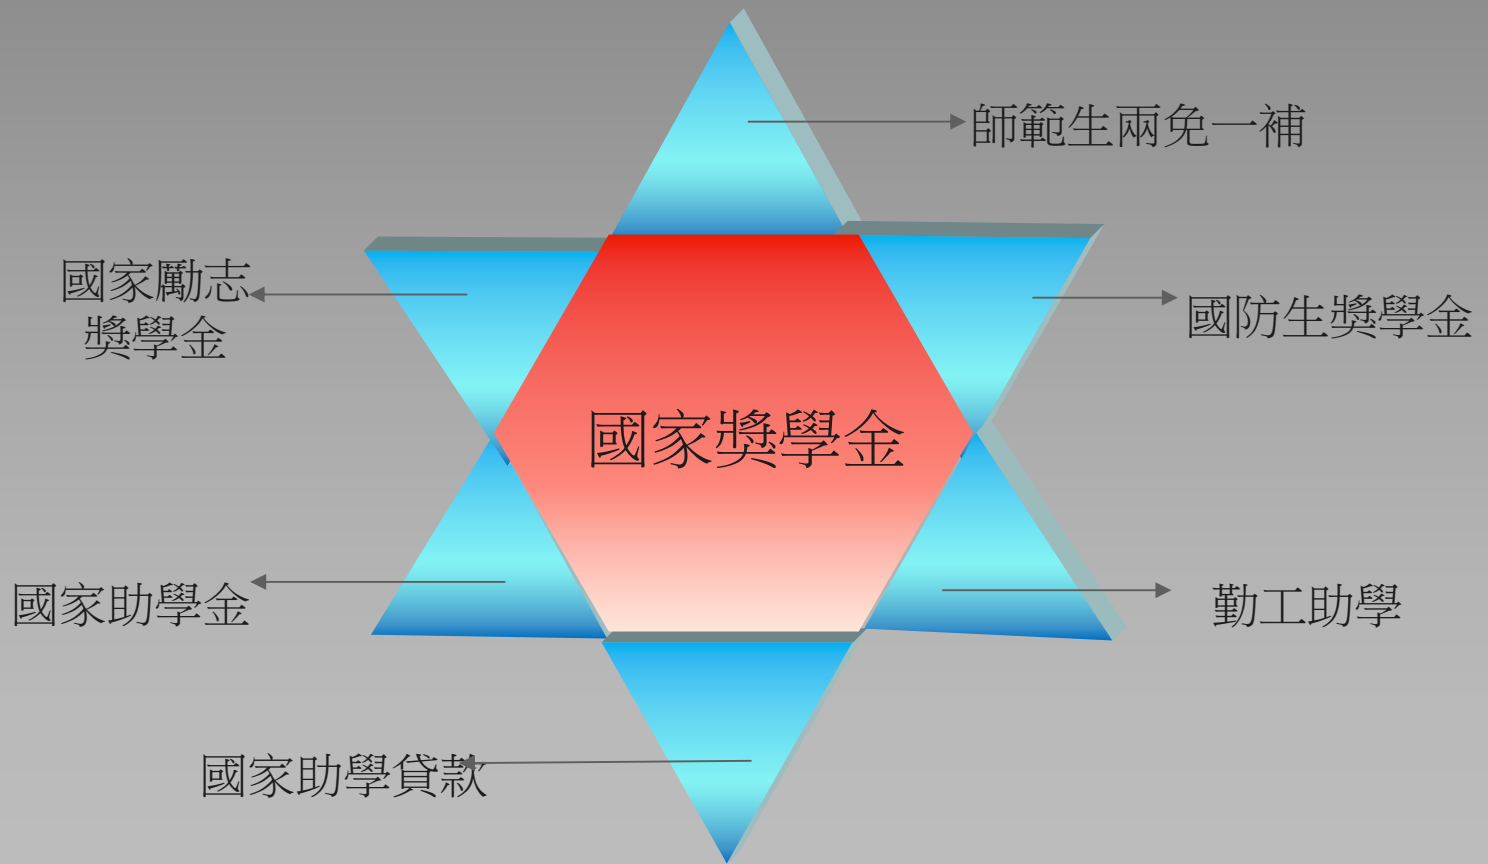 師範生兩免一補
國家勵志
獎學金
國防生獎學金
國家獎學金
國家助學金
勤工助學
國家助學貸款